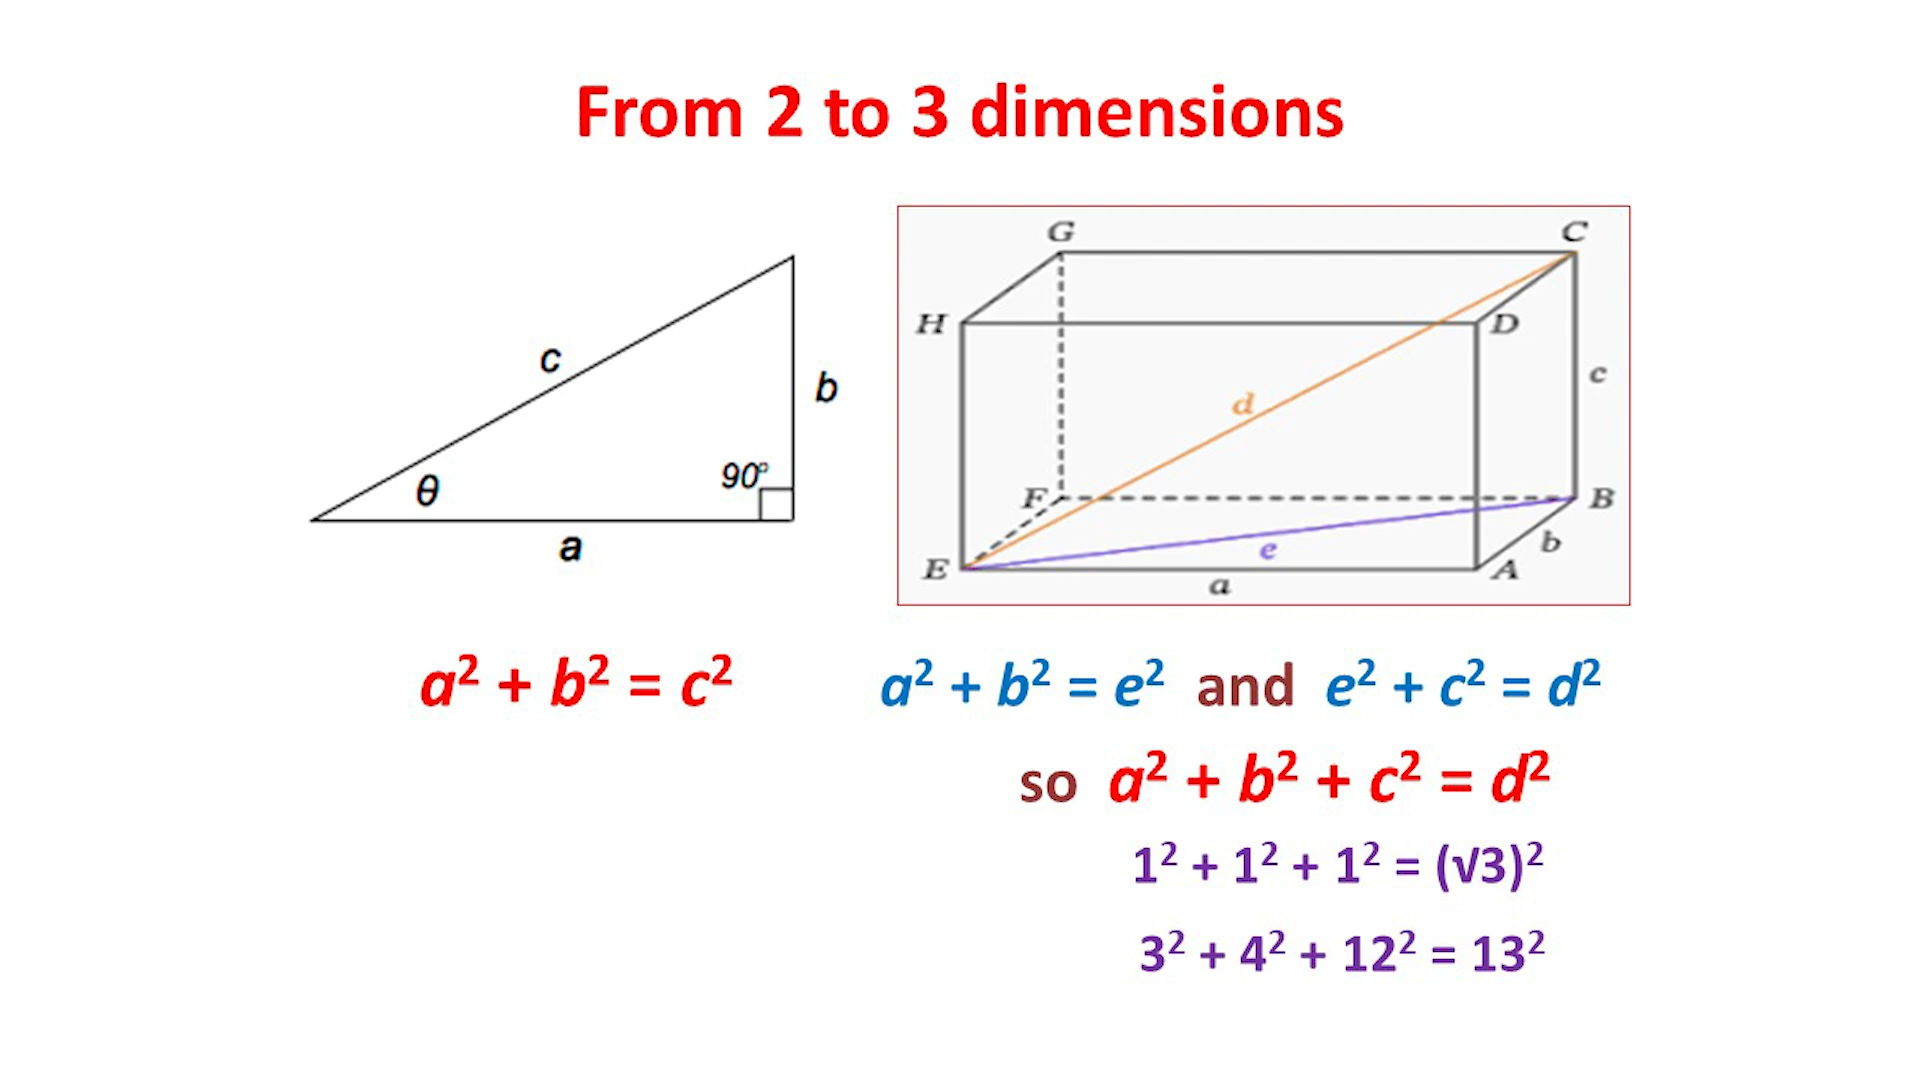 From 2 to 3 dimensions
c
b
θ
90°
a
G
C
H
D
d
c
F
B
e
b
E
A
a
a² + b² = c²
a² + b² = e² and e² + c² = d²
so a² + b² + c² = d²
1² + 1² + 1² = (√3)²
3² + 4² + 12² = 13²